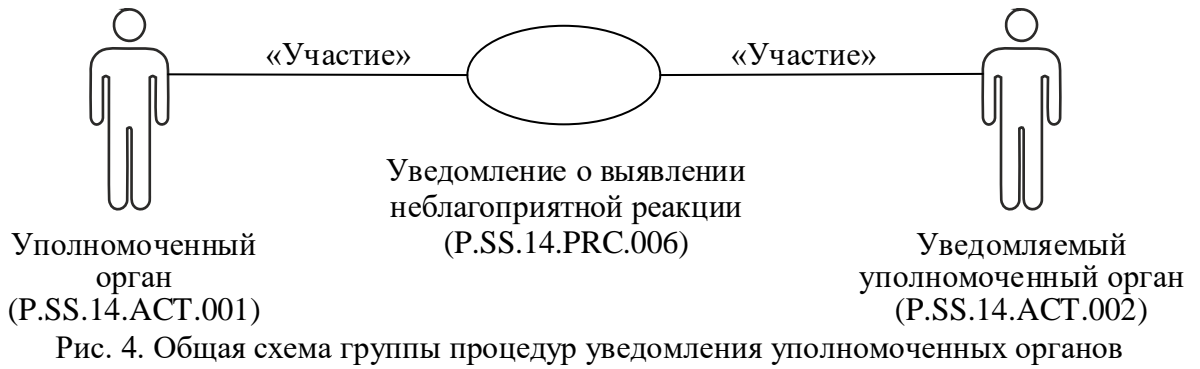 «Участие»
«Участие»
Уведомление о выявлении
неблагоприятной реакции
(P.SS.14.PRC.006)
Уполномоченный
орган
(P.SS.14.ACT.001)
Уведомляемый
уполномоченный орган
(P.SS.14.ACT.002)
Рис. 4. Общая схема группы процедур уведомления уполномоченных органов